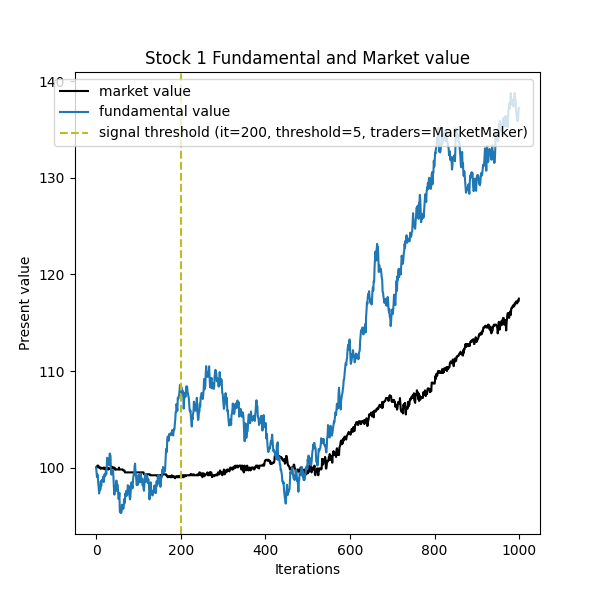 Stock 1 Fundamental and Market value
market value
fundamental value
signal threshold (it=200, threshold=5, traders=MarketMaker)
140
130
120
110
100
Present value
0 200 400 600 800 1000
Iterations